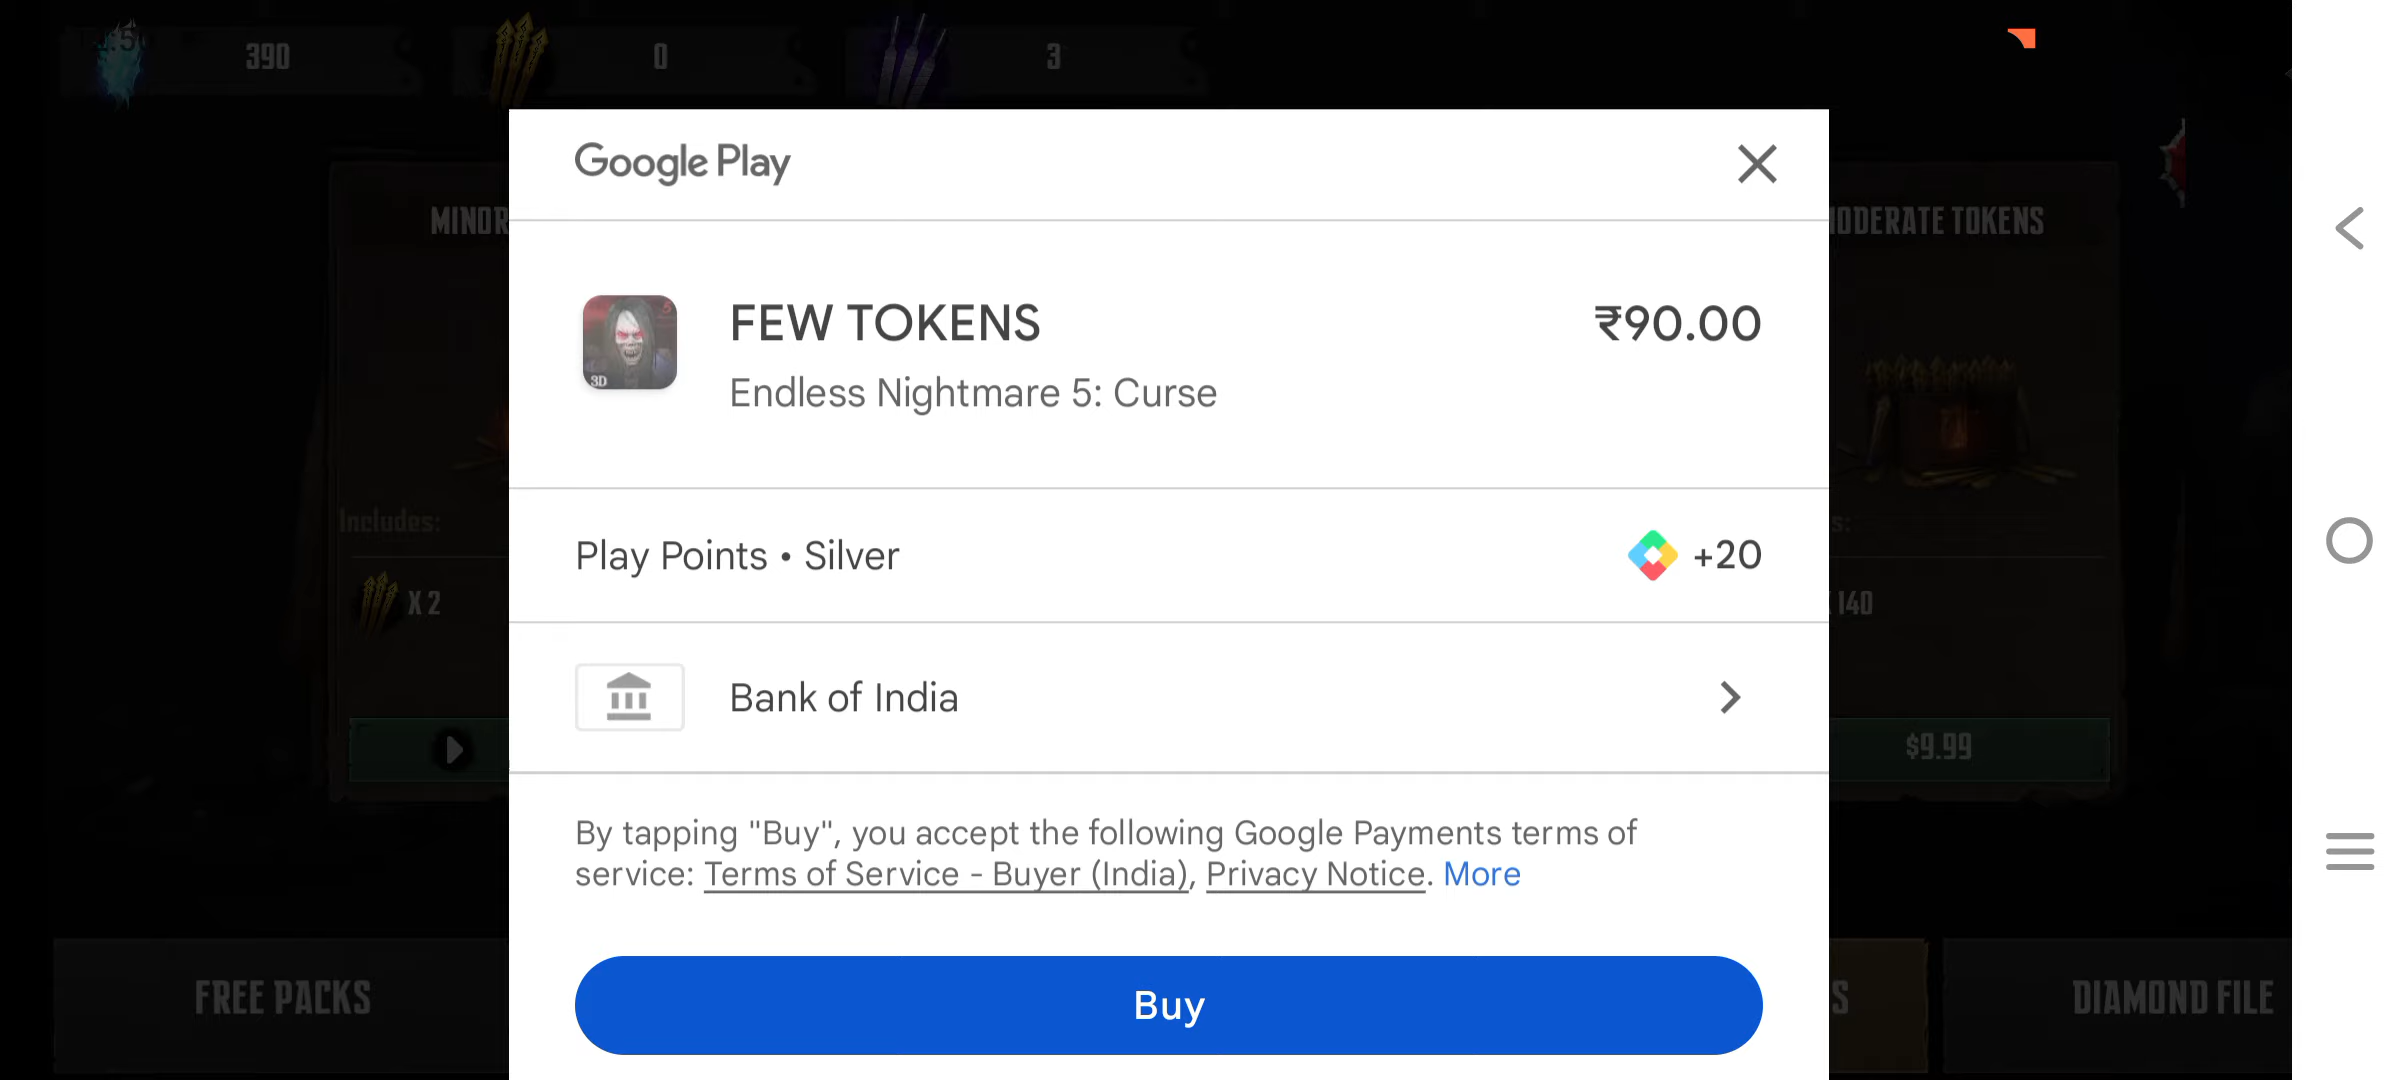 390
0
3
Google Play
MINOR
MODERATE TOKENS
FEW TOKENS
₹90.00
3D
Endless Nightmare 5: Curse
Includes:
Play Points • Silver
+20
X 2
140
Bank of India
$9.99
By tapping "Buy", you accept the following Google Payments terms of
service: Terms of Service - Buyer (India), Privacy Notice. More
Buy
FREE PACKS
S
DIAMOND FILE